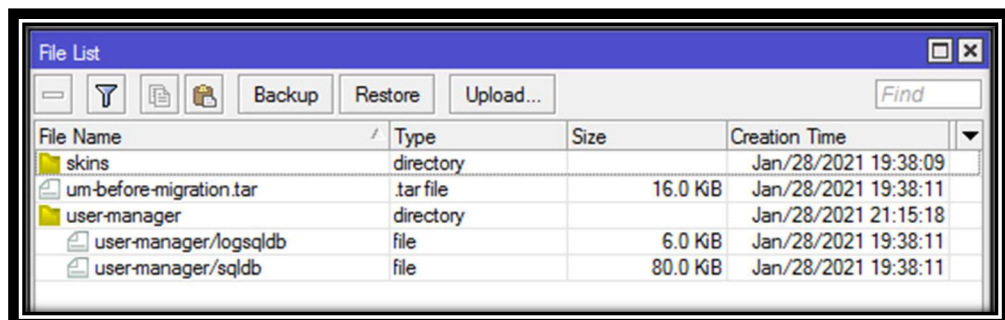 File List
Backup Restore Upload... Find
File Name Type Size Creation Time
skins directory Jan/28/2021 19:38:09
um-before-migration.tar .tar file 16.0 KiB Jan/28/2021 19:38:11
user-manager directory Jan/28/2021 21:15:18
user-manager/logsqldb file 6.0 KiB Jan/28/2021 19:38:11
user-manager/sqldb file 80.0 KiB Jan/28/2021 19:38:11